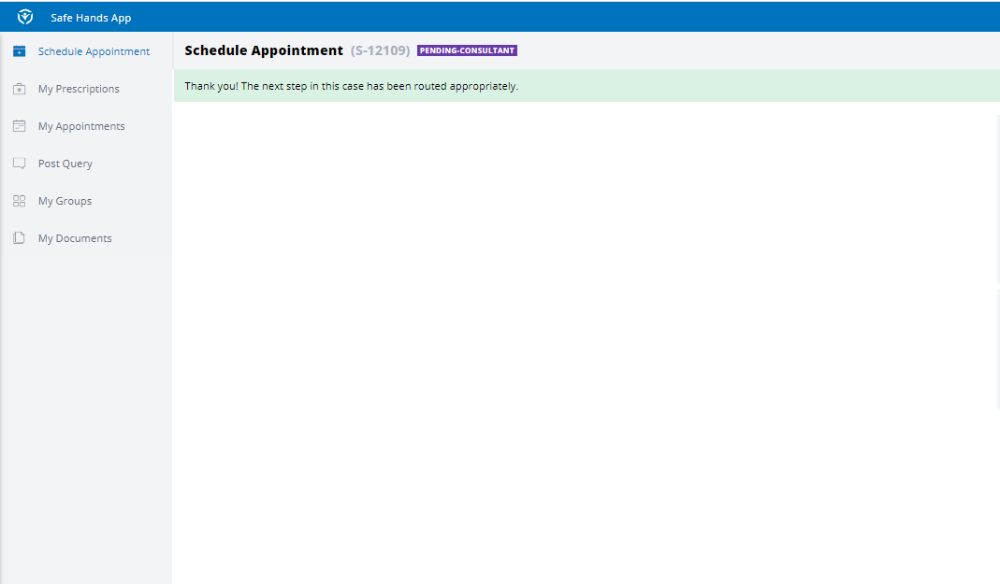 Safe Hands App
Schedule Appointment
My Prescriptions
My Appointments
Post Query
My Groups
My Documents
Schedule Appointment (S-12109) PENDING-CONSULTANT
Thank you! The next step in this case has been routed appropriately.